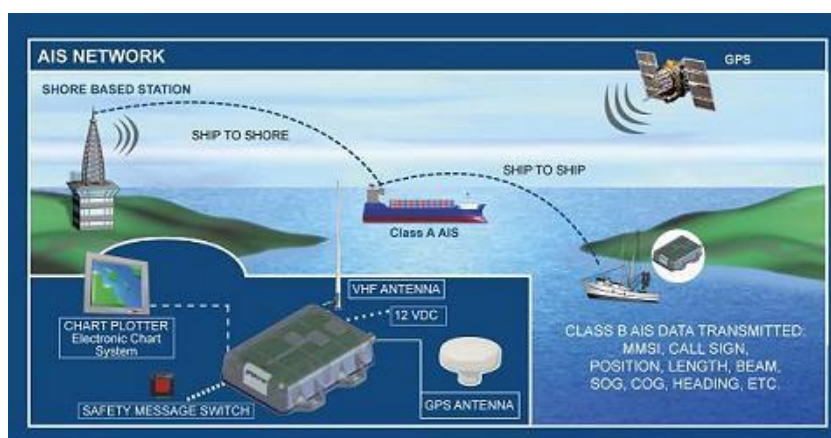 AIS NETWORK
GPS
SHORE BASED STATION
SHIP TO SHORE
SHIP TO SHIP
Class A AIS
VHF ANTENNA
12 VDC
CHART PLOTTER
Electronic Chart
System
CLASS B AIS DATA TRANSMITTED:
MMSI, CALL SIGN,
POSITION, LENGTH, BEAM,
SOG, COG, HEADING, ETC.
SAFETY MESSAGE SWITCH
GPS ANTENNA